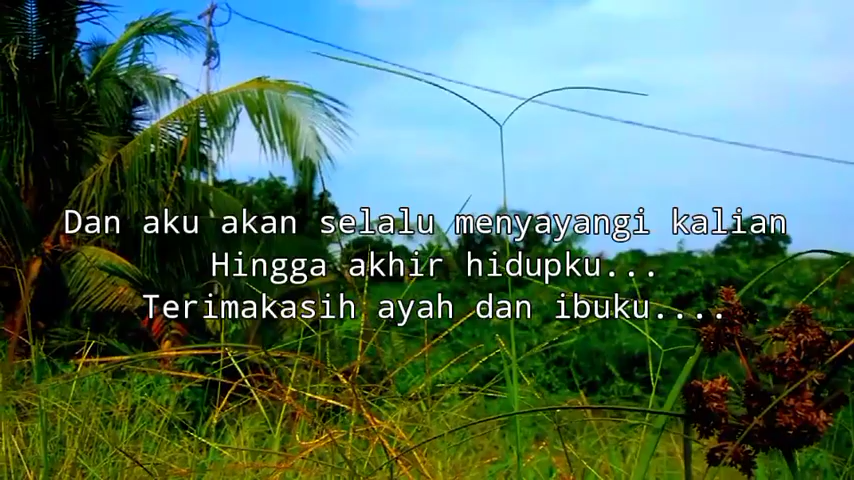 Dan aku akan selalu menyayangi kalian
Hingga akhir hidupku...
Terimakasih ayah dan ibuku....